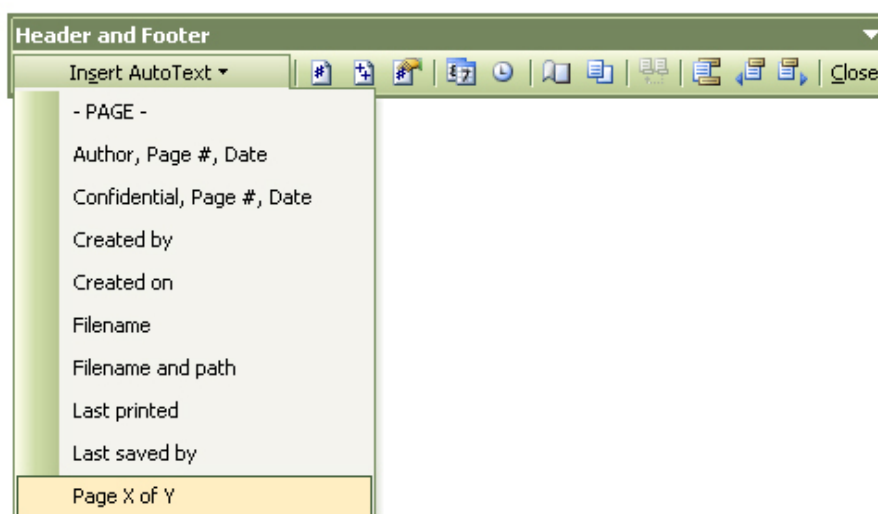 Header and Footer
Insert AutoText Close
- PAGE -
Author, Page #, Date
Confidential, Page #, Date
Created by
Created on
Filename
Filename and path
Last printed
Last saved by
Page X of Y